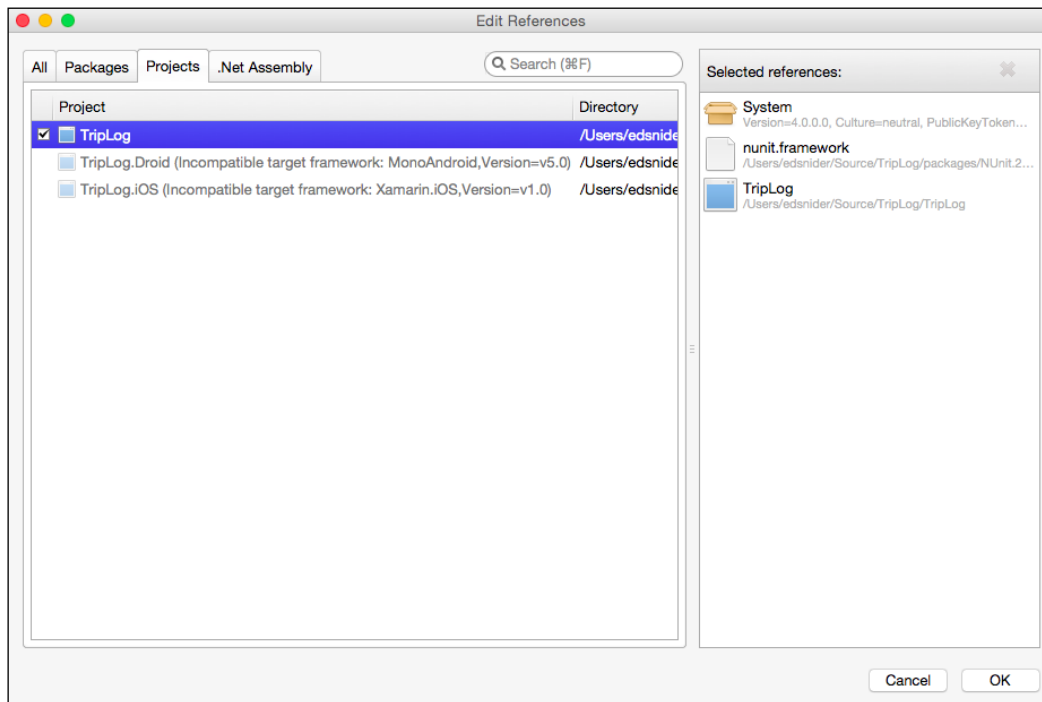 Edit References
All Packages Projects .Net Assembly
Search (⌘F)
Project Directory
TripLog /Users/edsnide
TripLog.Droid (Incompatible target framework: MonoAndroid,Version=v5.0) /Users/edsnide
TripLog.iOS (Incompatible target framework: Xamarin.iOS,Version=v1.0) /Users/edsnide
Selected references:
System
Version=4.0.0.0, Culture=neutral, PublicKeyToken...
nunit.framework
/Users/edsnider/Source/TripLog/packages/NUnit.2...
TripLog
/Users/edsnider/Source/TripLog/TripLog
Cancel OK